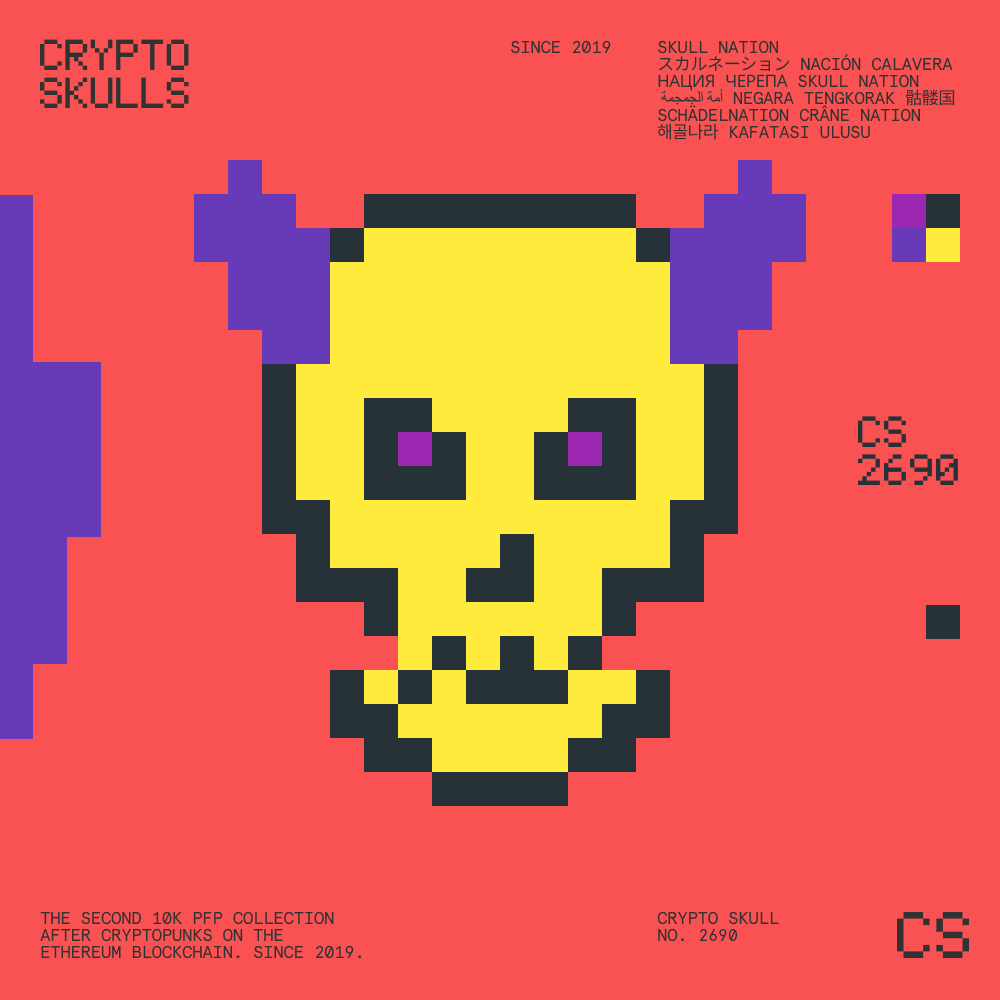 CRYPTO
SKULLS
SINCE 2019
SKULL NATION
スカルネーション NACIÓN CALAVERA
НАЦИЯ ЧЕРЕПА SKULL NATION
أمة الجمجمة NEGARA TENGKORAK 骷髅国
SCHÄDELNATION CRÂNE NATION
해골나라 KAFATASI ULUSU
CS
2690
THE SECOND 10K PFP COLLECTION
AFTER CRYPTOPUNKS ON THE
ETHEREUM BLOCKCHAIN. SINCE 2019.
CRYPTO SKULL
NO. 2690
CS